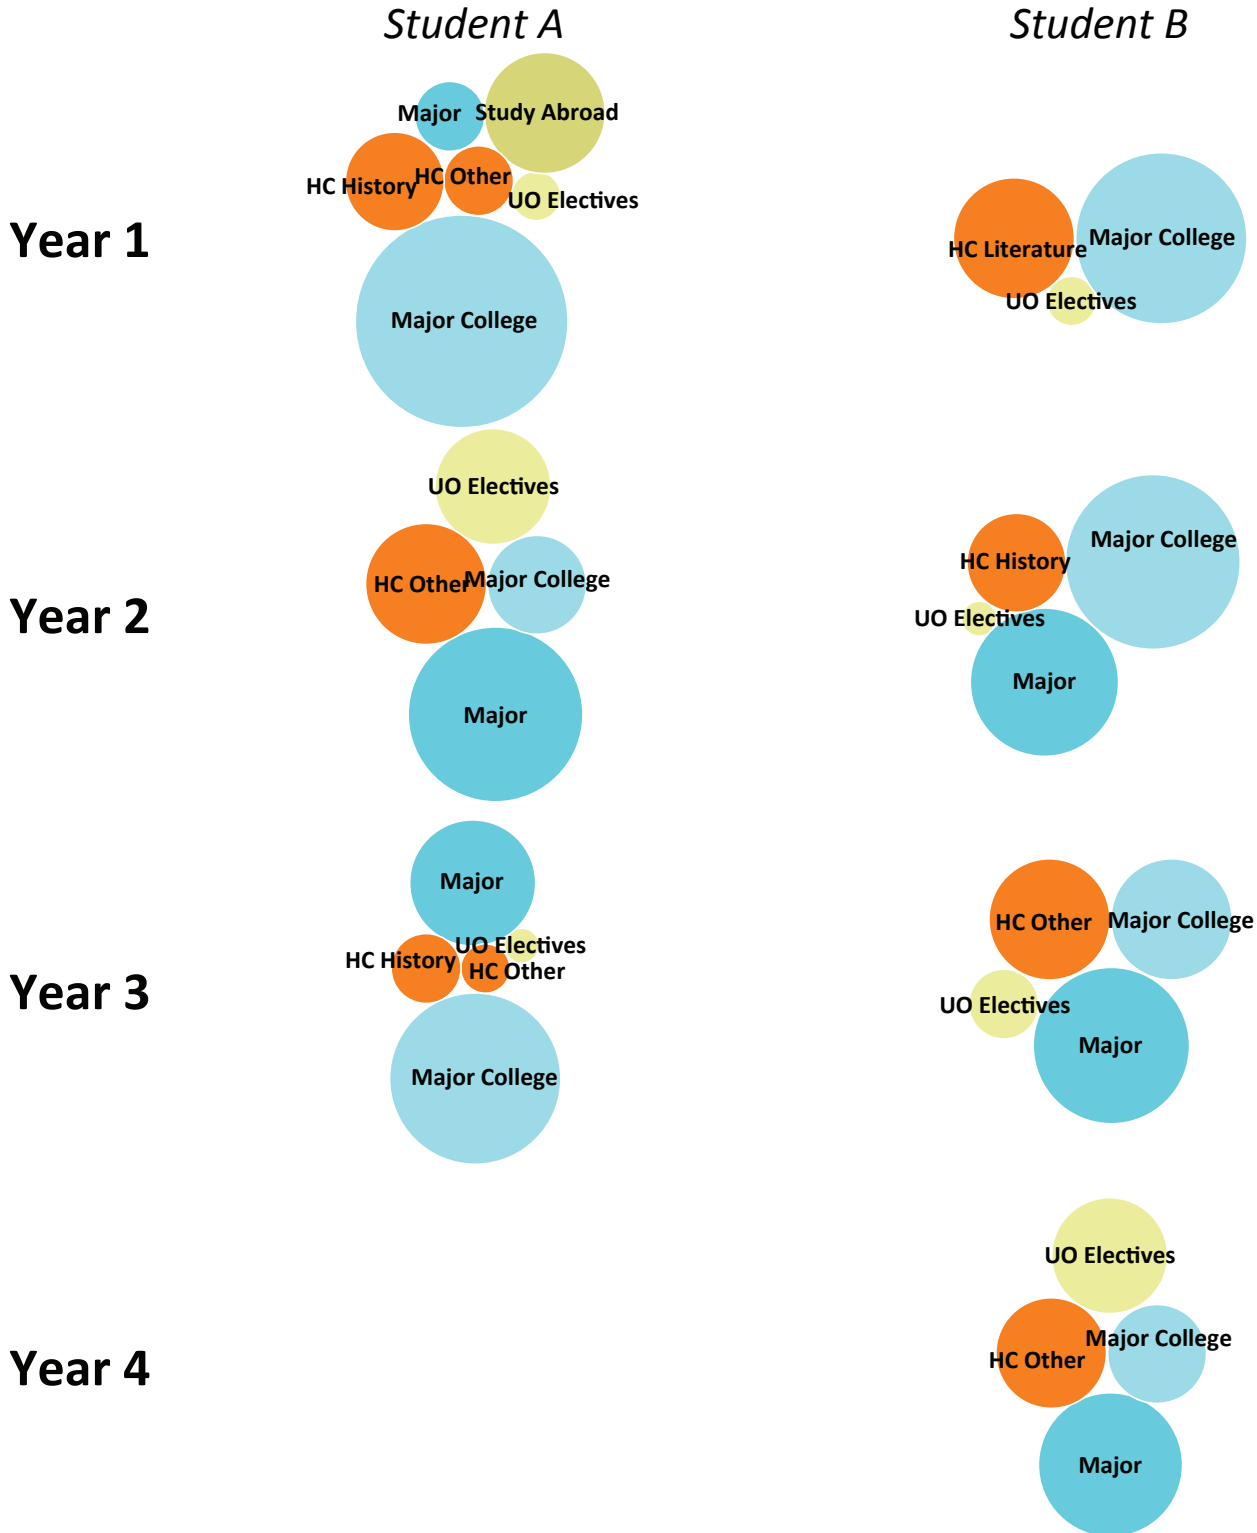 Student A
Student B
Year 1
Major
Study Abroad
HC History
HC Other
UO Electives
Major College
HC Literature
Major College
UO Electives
Year 2
UO Electives
HC Other
Major College
Major
HC History
Major College
UO Electives
Major
Year 3
Major
HC History
UO Electives
HC Other
Major College
HC Other
Major College
UO Electives
Major
Year 4
UO Electives
HC Other
Major College
Major